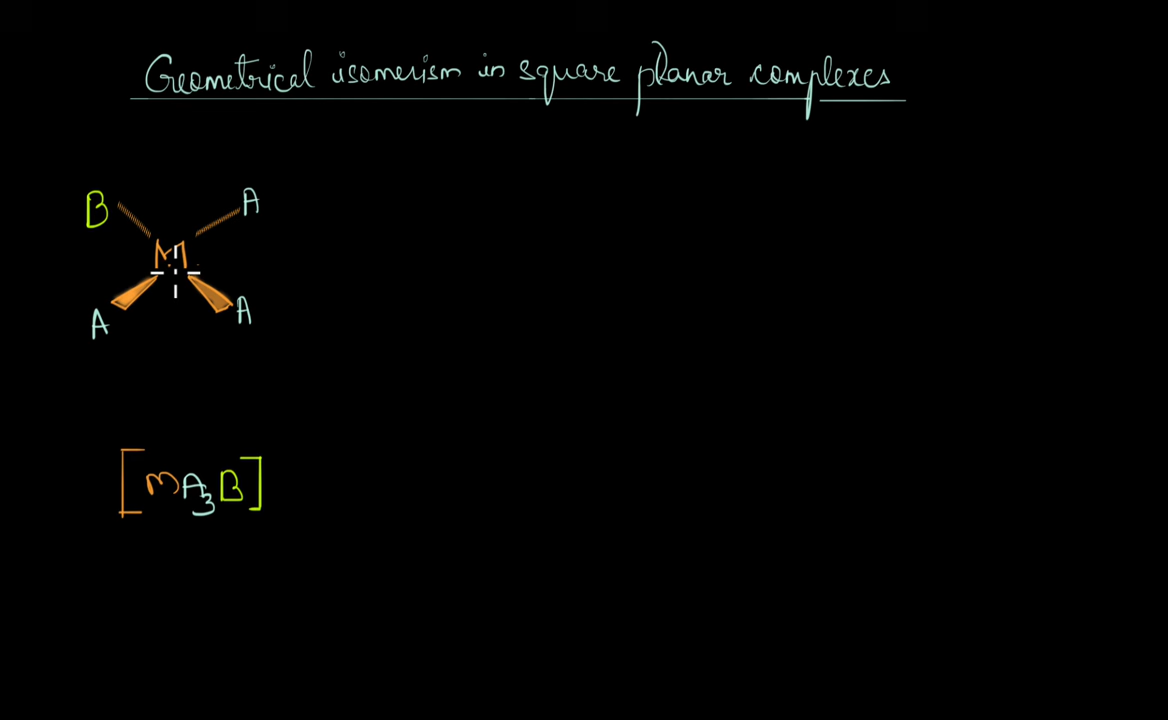 Geometrical isomerism in square planar complexes
B A
M
A A
[MA₃B]